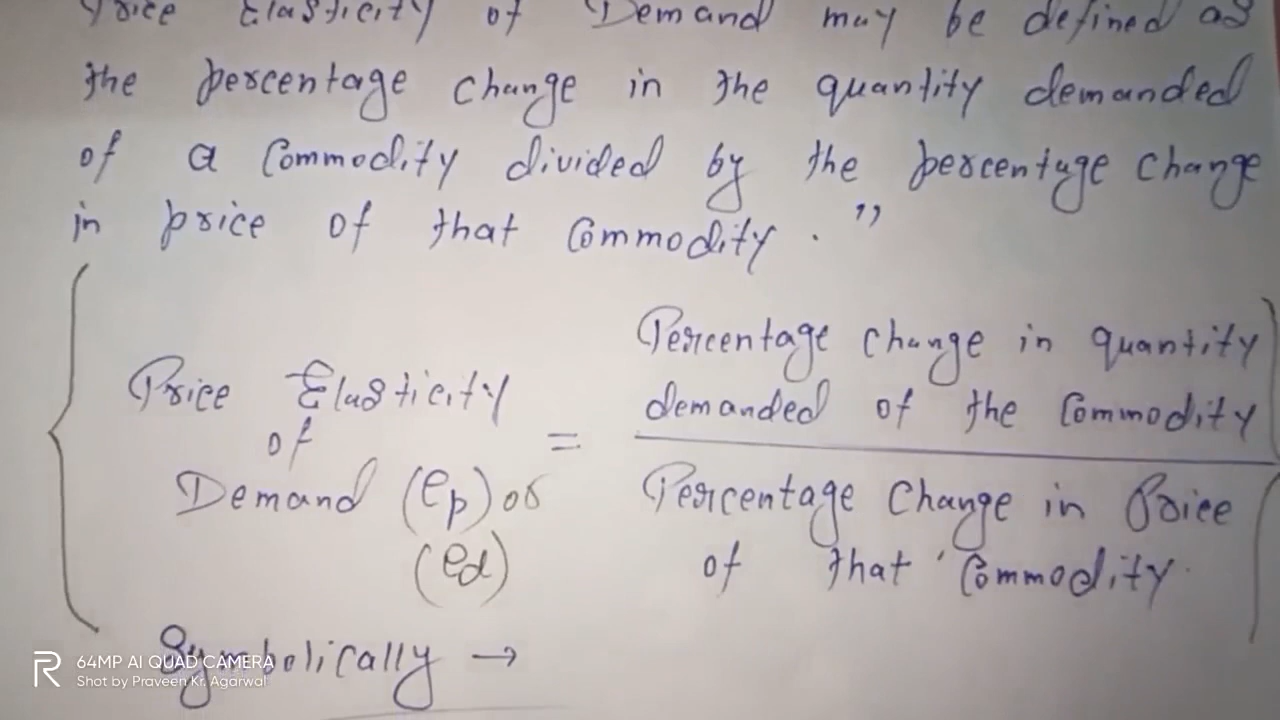 Price Elasticity of Demand may be defined as
the percentage change in the quantity demanded
of a Commodity divided by the percentage change
in price of that Commodity . ”
Percentage change in quantity
demanded of the Commodity
Price Elasticity
of
Demand (ep) or
(ed)
=
Percentage Change in Price
of that Commodity.
Symbolically →
64MP AI QUAD CAMERA
Shot by Praveen Kr. Agarwal